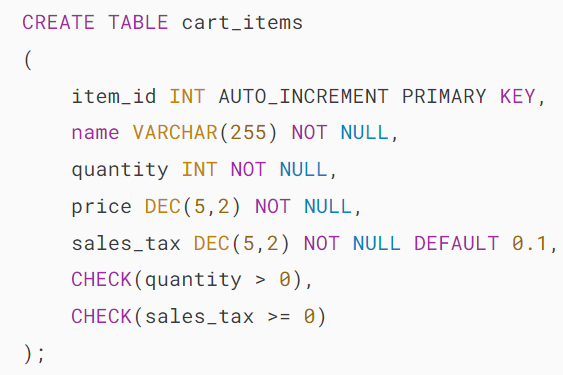 CREATE TABLE cart_items
(
    item_id INT AUTO_INCREMENT PRIMARY KEY,
    name VARCHAR(255) NOT NULL,
    quantity INT NOT NULL,
    price DEC(5,2) NOT NULL,
    sales_tax DEC(5,2) NOT NULL DEFAULT 0.1,
    CHECK(quantity > 0),
    CHECK(sales_tax >= 0)
);